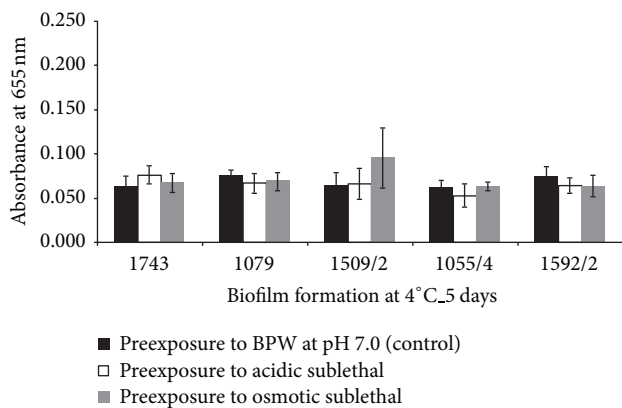 0.250
0.200
0.150
0.100
0.050
0.000
Absorbance at 655 nm
1743 1079 1509/2 1055/4 1592/2
Biofilm formation at 4°C_5 days
Preexposure to BPW at pH 7.0 (control)
Preexposure to acidic sublethal
Preexposure to osmotic sublethal